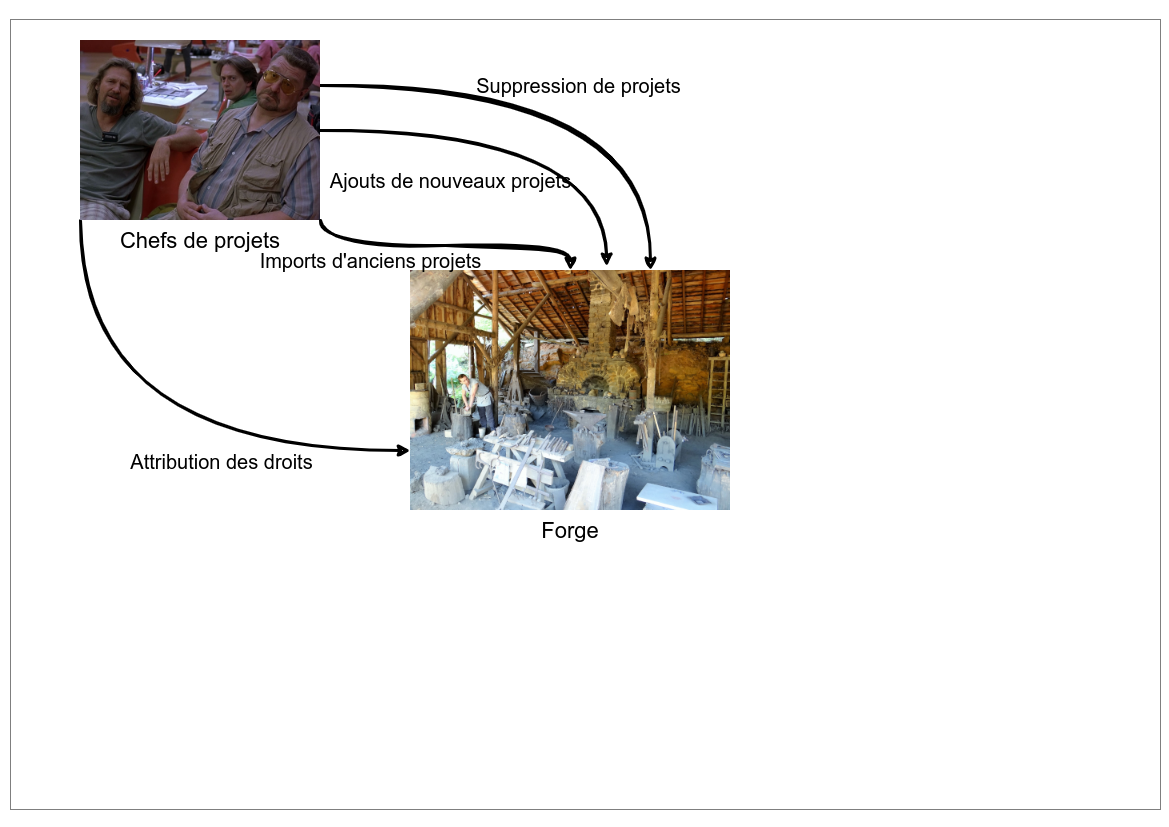 Suppression de projets
Ajouts de nouveaux projets
Chefs de projets
Imports d'anciens projets
Attribution des droits
Forge